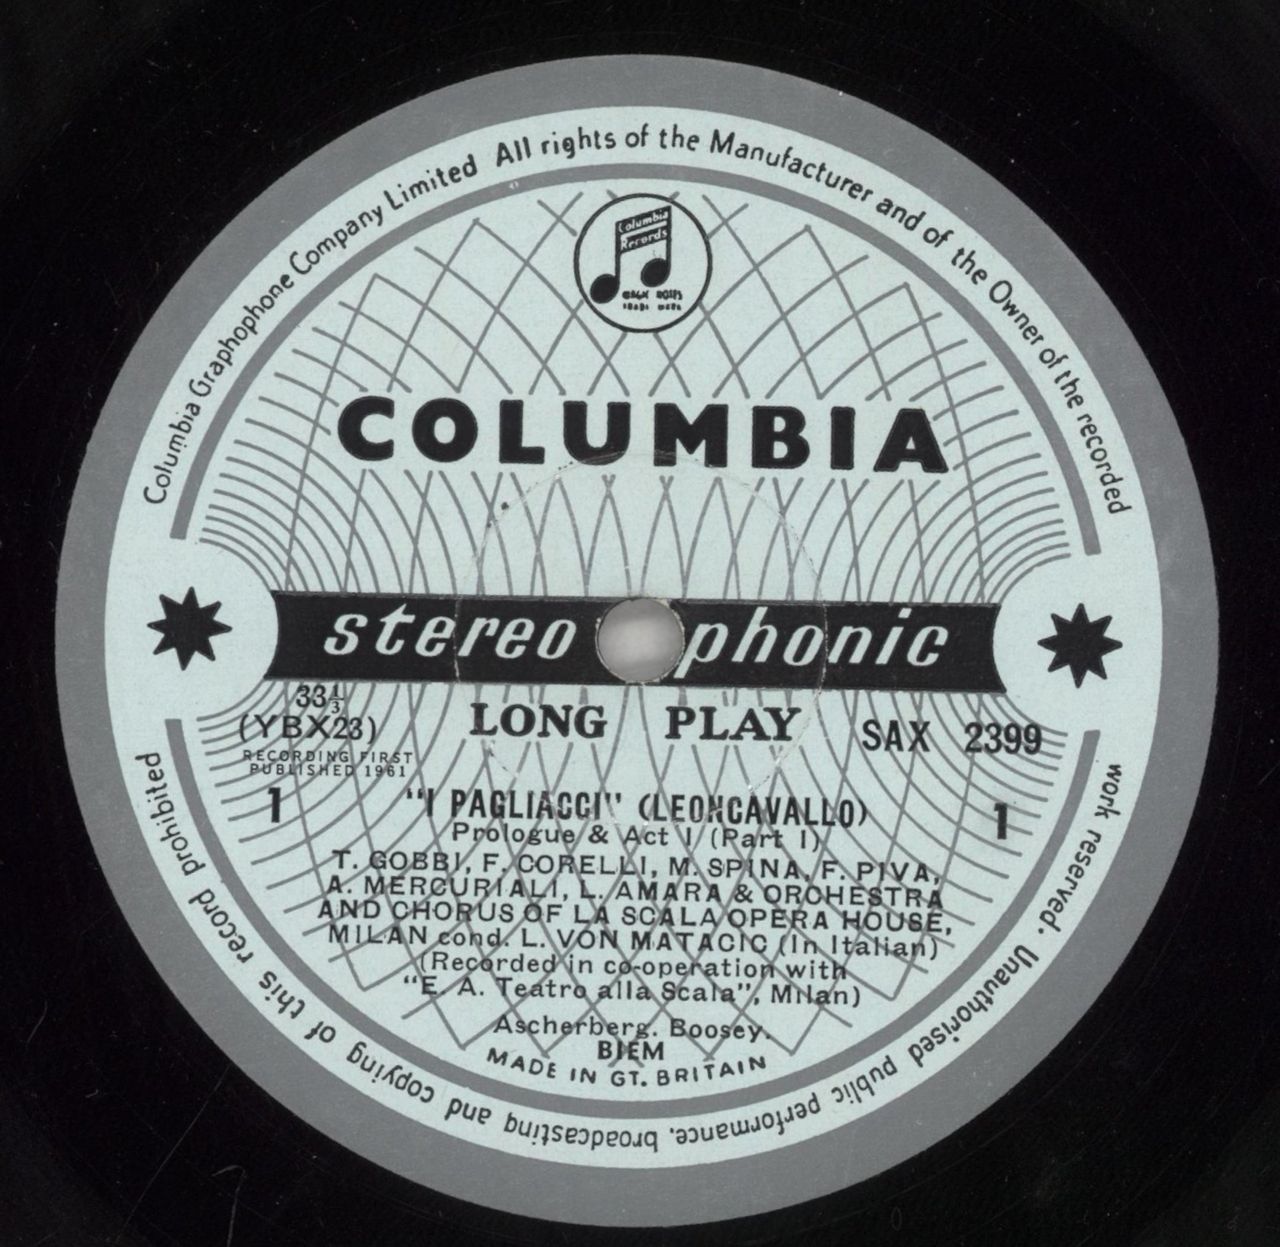 Columbia Graphophone Company Limited All rights of the Manufacturer and of the Owner of the recorded
work reserved. Unauthorised public performance, broadcasting and copying of this record prohibited
Columbia
Records
COLUMBIA
stereophonic
33⅓
(YBX23)
LONG PLAY
SAX 2399
RECORDING FIRST
PUBLISHED 1961
1
1
"I PAGLIACCI" (LEONCAVALLO)
Prologue & Act I (Part I)
T. GOBBI, F. CORELLI, M. SPINA, F. PIVA,
A. MERCURIALI, L. AMARA & ORCHESTRA
AND CHORUS OF LA SCALA OPERA HOUSE,
MILAN cond. L. VON MATACIC (In Italian)
(Recorded in co-operation with
"E. A. Teatro alla Scala", Milan)
Ascherberg. Boosey.
BIEM
MADE IN GT. BRITAIN